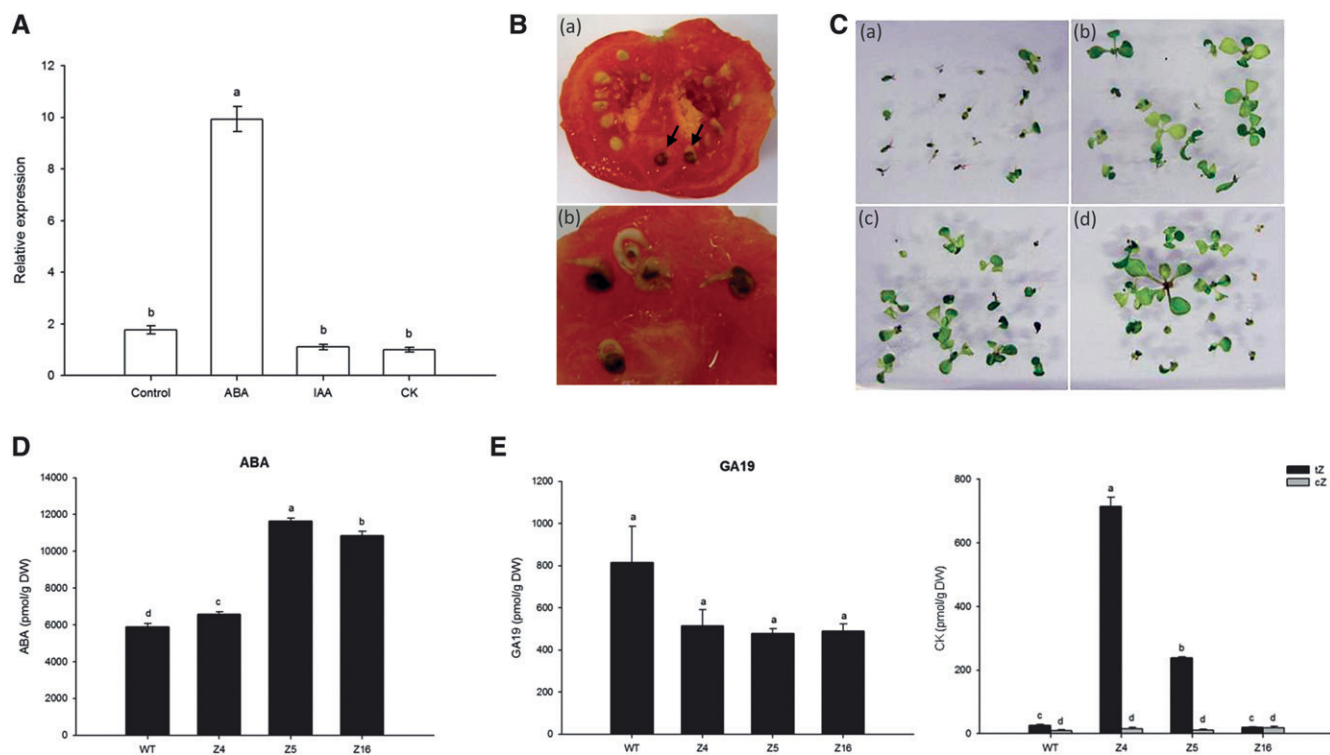 A
Relative expression
12
10
8
6
4
2
0
a
b
b
b
Control ABA IAA CK
B
(a)
(b)
C
(a)
(b)
(c)
(d)
D
ABA
ABA (pmol/g DW)
14000
12000
10000
8000
6000
4000
2000
0
d
c
a
b
WT Z4 Z5 Z16
E
GA19
GA19 (pmol/g DW)
1200
1000
800
600
400
200
0
a
a
a
a
WT Z4 Z5 Z16
CK (pmol/g DW)
800
600
400
200
0
c d
a d
b d
c d
WT Z4 Z5 Z16
tZ
cZ